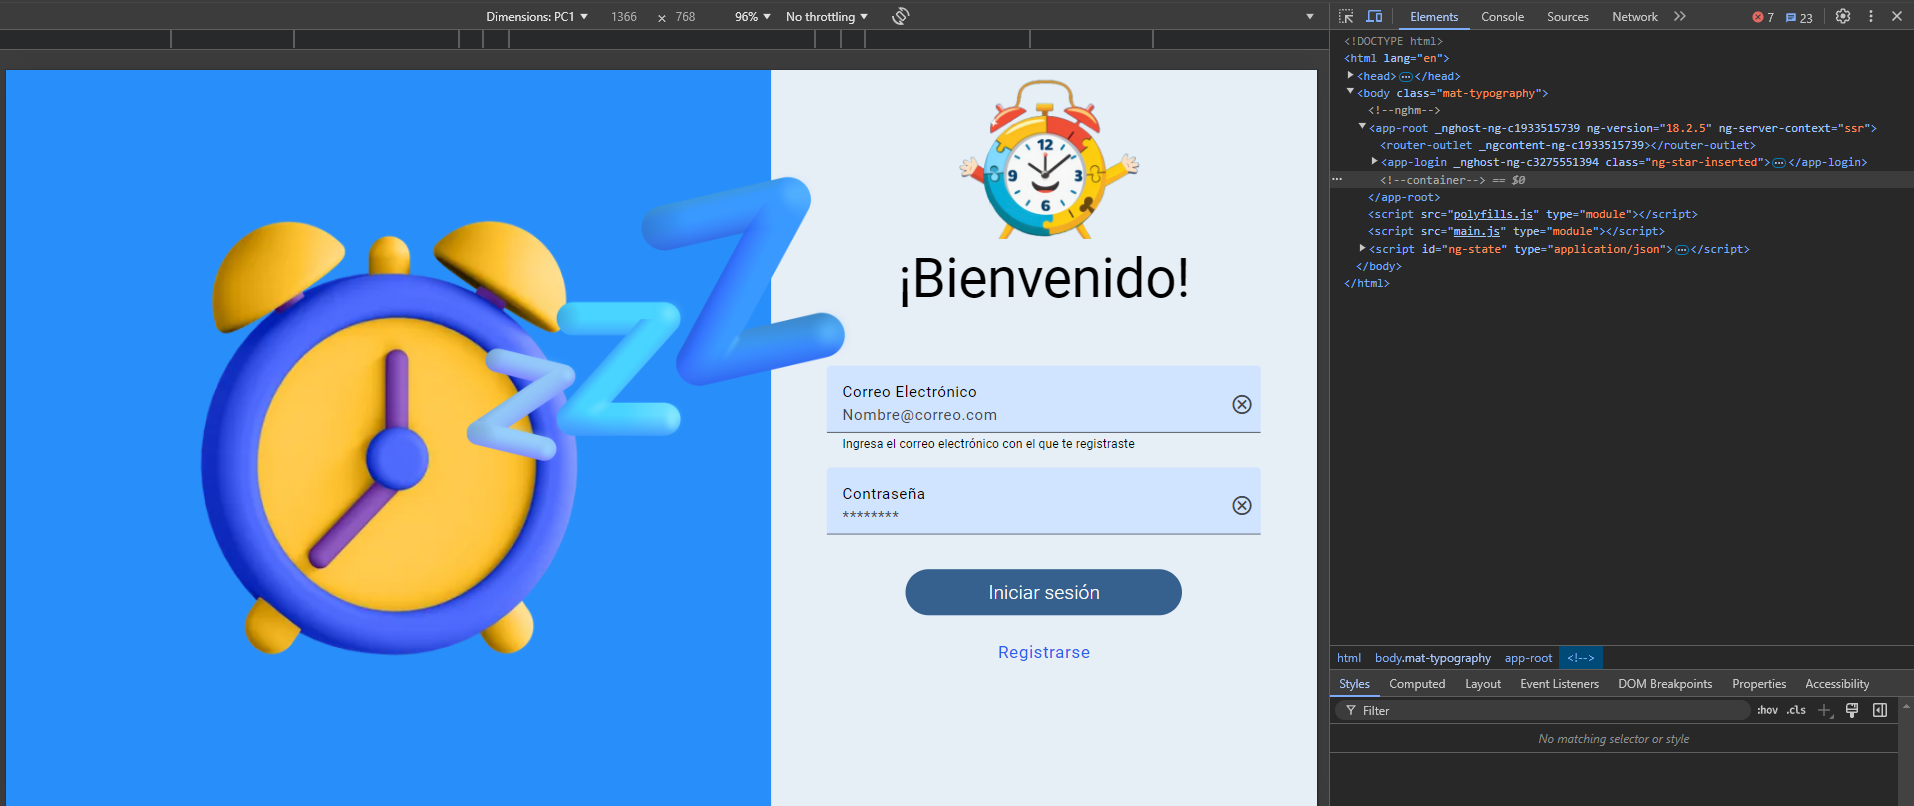 Dimensions: PC1 1366 × 768 96% No throttling
Elements Console Sources Network 7 23
<!DOCTYPE html>
<html lang="en">
<head> </head>
<body class="mat-typography">
<!--nghm-->
<app-root _nghost-ng-c1933515739 ng-version="18.2.5" ng-server-context="ssr">
<router-outlet _ngcontent-ng-c1933515739></router-outlet>
<app-login _nghost-ng-c3275551394 class="ng-star-inserted"> </app-login>
<!--container--> == $0
</app-root>
<script src="polyfills.js" type="module"></script>
<script src="main.js" type="module"></script>
<script id="ng-state" type="application/json"> </script>
</body>
</html>
12
9 3
6
¡Bienvenido!
Z Z Z
Correo Electrónico
Nombre@correo.com
Ingresa el correo electrónico con el que te registraste
Contraseña
********
Iniciar sesión
Registrarse
html body.mat-typography app-root <!-->
Styles Computed Layout Event Listeners DOM Breakpoints Properties Accessibility
Filter :hov .cls
No matching selector or style